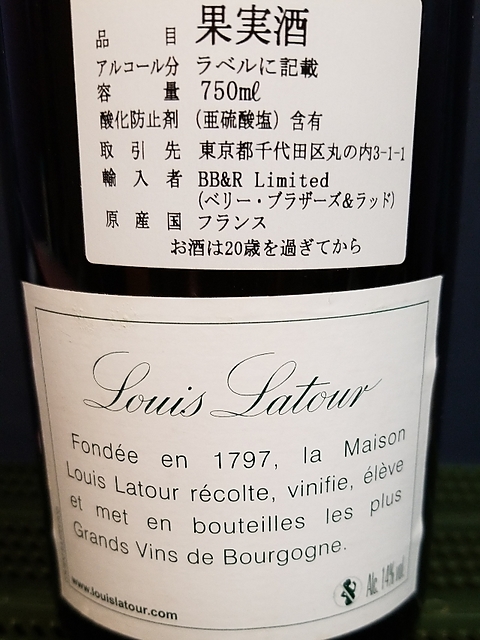 品 目 果実酒
アルコール分 ラベルに記載
容 量 750mℓ
酸化防止剤 (亜硫酸塩) 含有
取 引 先 東京都千代田区丸の内3-1-1
輸 入 者 BB&R Limited
(ベリー・ブラザーズ&ラッド)
原 産 国 フランス
お酒は20歳を過ぎてから
Louis Latour
Fondée en 1797, la Maison
Louis Latour récolte, vinifie, élève
et met en bouteilles les plus
Grands Vins de Bourgogne.
www.louislatour.com
Alc. 14% vol.